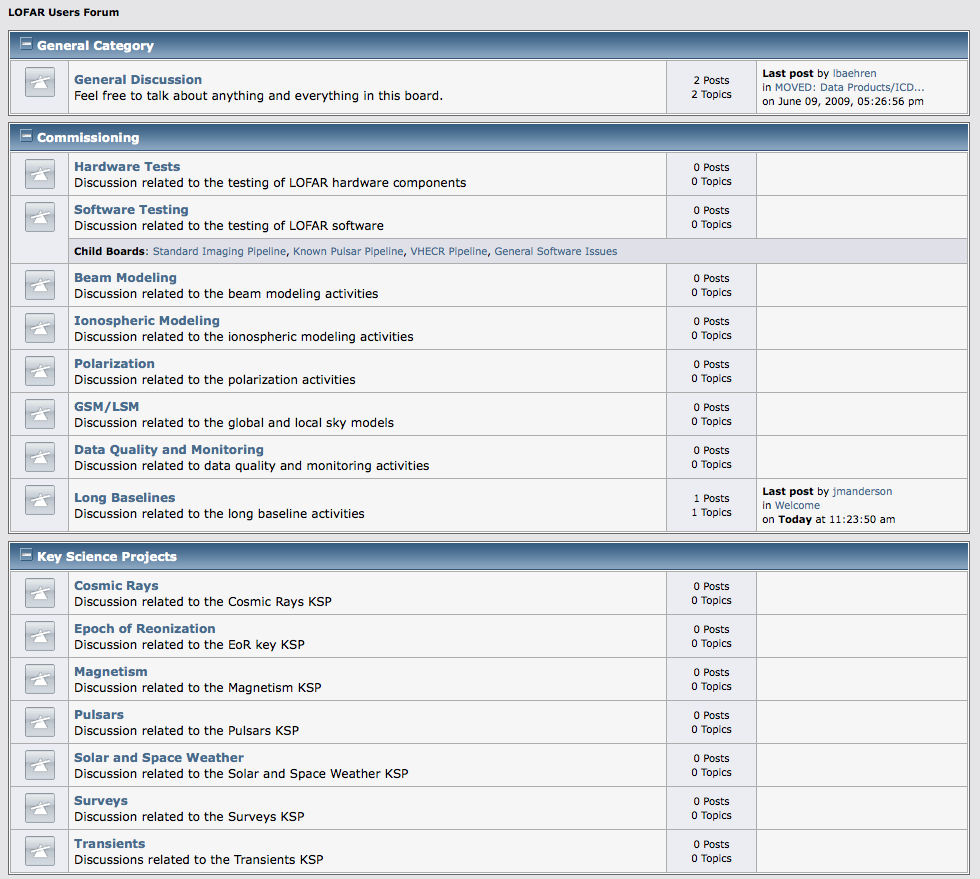 LOFAR Users Forum
General Category
General Discussion
Feel free to talk about anything and everything in this board.
2 Posts
2 Topics
Last post by lbaehren
in MOVED: Data Products/ICD...
on June 09, 2009, 05:26:56 pm
Commissioning
Hardware Tests
Discussion related to the testing of LOFAR hardware components
0 Posts
0 Topics
Software Testing
Discussion related to the testing of LOFAR software
0 Posts
0 Topics
Child Boards: Standard Imaging Pipeline, Known Pulsar Pipeline, VHECR Pipeline, General Software Issues
Beam Modeling
Discussion related to the beam modeling activities
0 Posts
0 Topics
Ionospheric Modeling
Discussion related to the ionospheric modeling activities
0 Posts
0 Topics
Polarization
Discussion related to the polarization activities
0 Posts
0 Topics
GSM/LSM
Discussion related to the global and local sky models
0 Posts
0 Topics
Data Quality and Monitoring
Discussion related to data quality and monitoring activities
0 Posts
0 Topics
Long Baselines
Discussion related to the long baseline activities
1 Posts
1 Topics
Last post by jmanderson
in Welcome
on Today at 11:23:50 am
Key Science Projects
Cosmic Rays
Discussion related to the Cosmic Rays KSP
0 Posts
0 Topics
Epoch of Reonization
Discussion related to the EoR key KSP
0 Posts
0 Topics
Magnetism
Discussion related to the Magnetism KSP
0 Posts
0 Topics
Pulsars
Discussion related to the Pulsars KSP
0 Posts
0 Topics
Solar and Space Weather
Discussion related to the Solar and Space Weather KSP
0 Posts
0 Topics
Surveys
Discussion related to the Surveys KSP
0 Posts
0 Topics
Transients
Discussions related to the Transients KSP
0 Posts
0 Topics